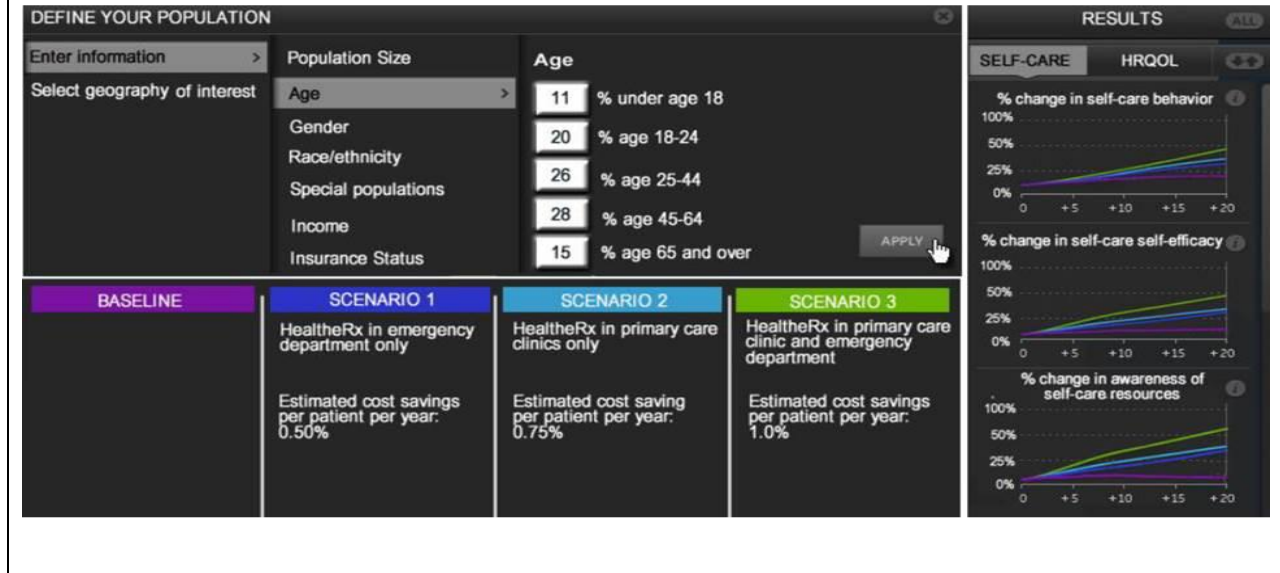 DEFINE YOUR POPULATION
Enter information >
Select geography of interest
Population Size
Age >
Gender
Race/ethnicity
Special populations
Income
Insurance Status
Age
11 % under age 18
20 % age 18-24
26 % age 25-44
28 % age 45-64
15 % age 65 and over
APPLY
BASELINE
SCENARIO 1
HealtheRx in emergency
department only
Estimated cost savings
per patient per year:
0.50%
SCENARIO 2
HealtheRx in primary care
clinics only
Estimated cost saving
per patient per year:
0.75%
SCENARIO 3
HealtheRx in primary care
clinic and emergency
department
Estimated cost savings
per patient per year:
1.0%
RESULTS ALL
SELF-CARE HRQOL
% change in self-care behavior i
100%
50%
25%
0%
0 +5 +10 +15 +20
% change in self-care self-efficacy i
100%
50%
25%
0%
0 +5 +10 +15 +20
% change in awareness of
self-care resources i
100%
50%
25%
0%
0 +5 +10 +15 +20